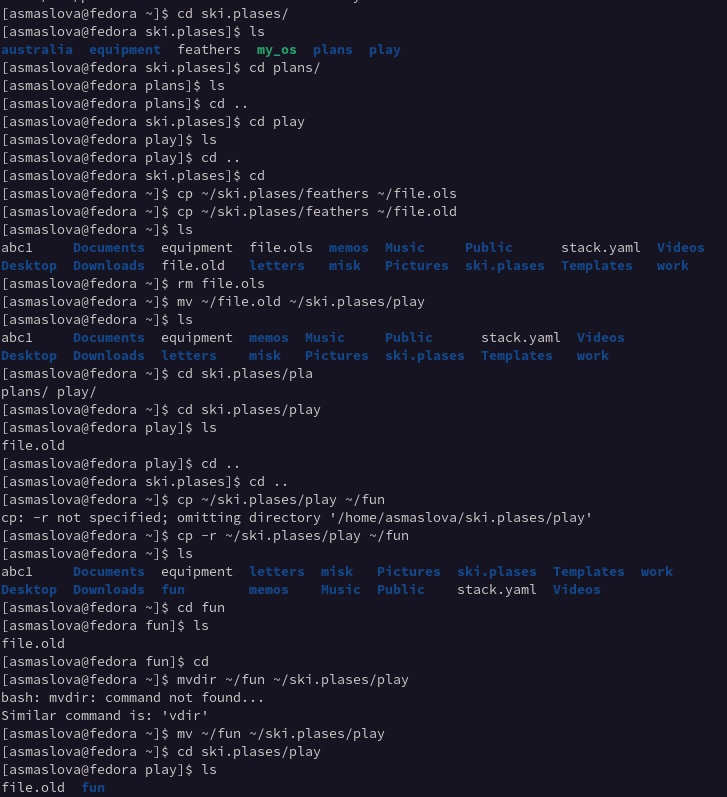 [asmaslova@fedora ~]$ cd ski.plases/
[asmaslova@fedora ski.plases]$ ls
australia  equipment  feathers  my_os  plans  play
[asmaslova@fedora ski.plases]$ cd plans/
[asmaslova@fedora plans]$ ls
[asmaslova@fedora plans]$ cd ..
[asmaslova@fedora ski.plases]$ cd play
[asmaslova@fedora play]$ ls
[asmaslova@fedora play]$ cd ..
[asmaslova@fedora ski.plases]$ cd
[asmaslova@fedora ~]$ cp ~/ski.plases/feathers ~/file.ols
[asmaslova@fedora ~]$ cp ~/ski.plases/feathers ~/file.old
[asmaslova@fedora ~]$ ls
abc1     Documents  equipment  file.ols  memos  Music     Public      stack.yaml  Videos
Desktop  Downloads  file.old   letters   misk   Pictures  ski.plases  Templates   work
[asmaslova@fedora ~]$ rm file.ols
[asmaslova@fedora ~]$ mv ~/file.old ~/ski.plases/play
[asmaslova@fedora ~]$ ls
abc1     Documents  equipment  memos  Music     Public      stack.yaml  Videos
Desktop  Downloads  letters    misk   Pictures  ski.plases  Templates   work
[asmaslova@fedora ~]$ cd ski.plases/pla
plans/ play/
[asmaslova@fedora ~]$ cd ski.plases/play
[asmaslova@fedora play]$ ls
file.old
[asmaslova@fedora play]$ cd ..
[asmaslova@fedora ski.plases]$ cd ..
[asmaslova@fedora ~]$ cp ~/ski.plases/play ~/fun
cp: -r not specified; omitting directory '/home/asmaslova/ski.plases/play'
[asmaslova@fedora ~]$ cp -r ~/ski.plases/play ~/fun
[asmaslova@fedora ~]$ ls
abc1     Documents  equipment  letters  misk   Pictures  ski.plases  Templates  work
Desktop  Downloads  fun        memos    Music  Public    stack.yaml  Videos
[asmaslova@fedora ~]$ cd fun
[asmaslova@fedora fun]$ ls
file.old
[asmaslova@fedora fun]$ cd
[asmaslova@fedora ~]$ mvdir ~/fun ~/ski.plases/play
bash: mvdir: command not found...
Similar command is: 'vdir'
[asmaslova@fedora ~]$ mv ~/fun ~/ski.plases/play
[asmaslova@fedora ~]$ cd ski.plases/play
[asmaslova@fedora play]$ ls
file.old  fun